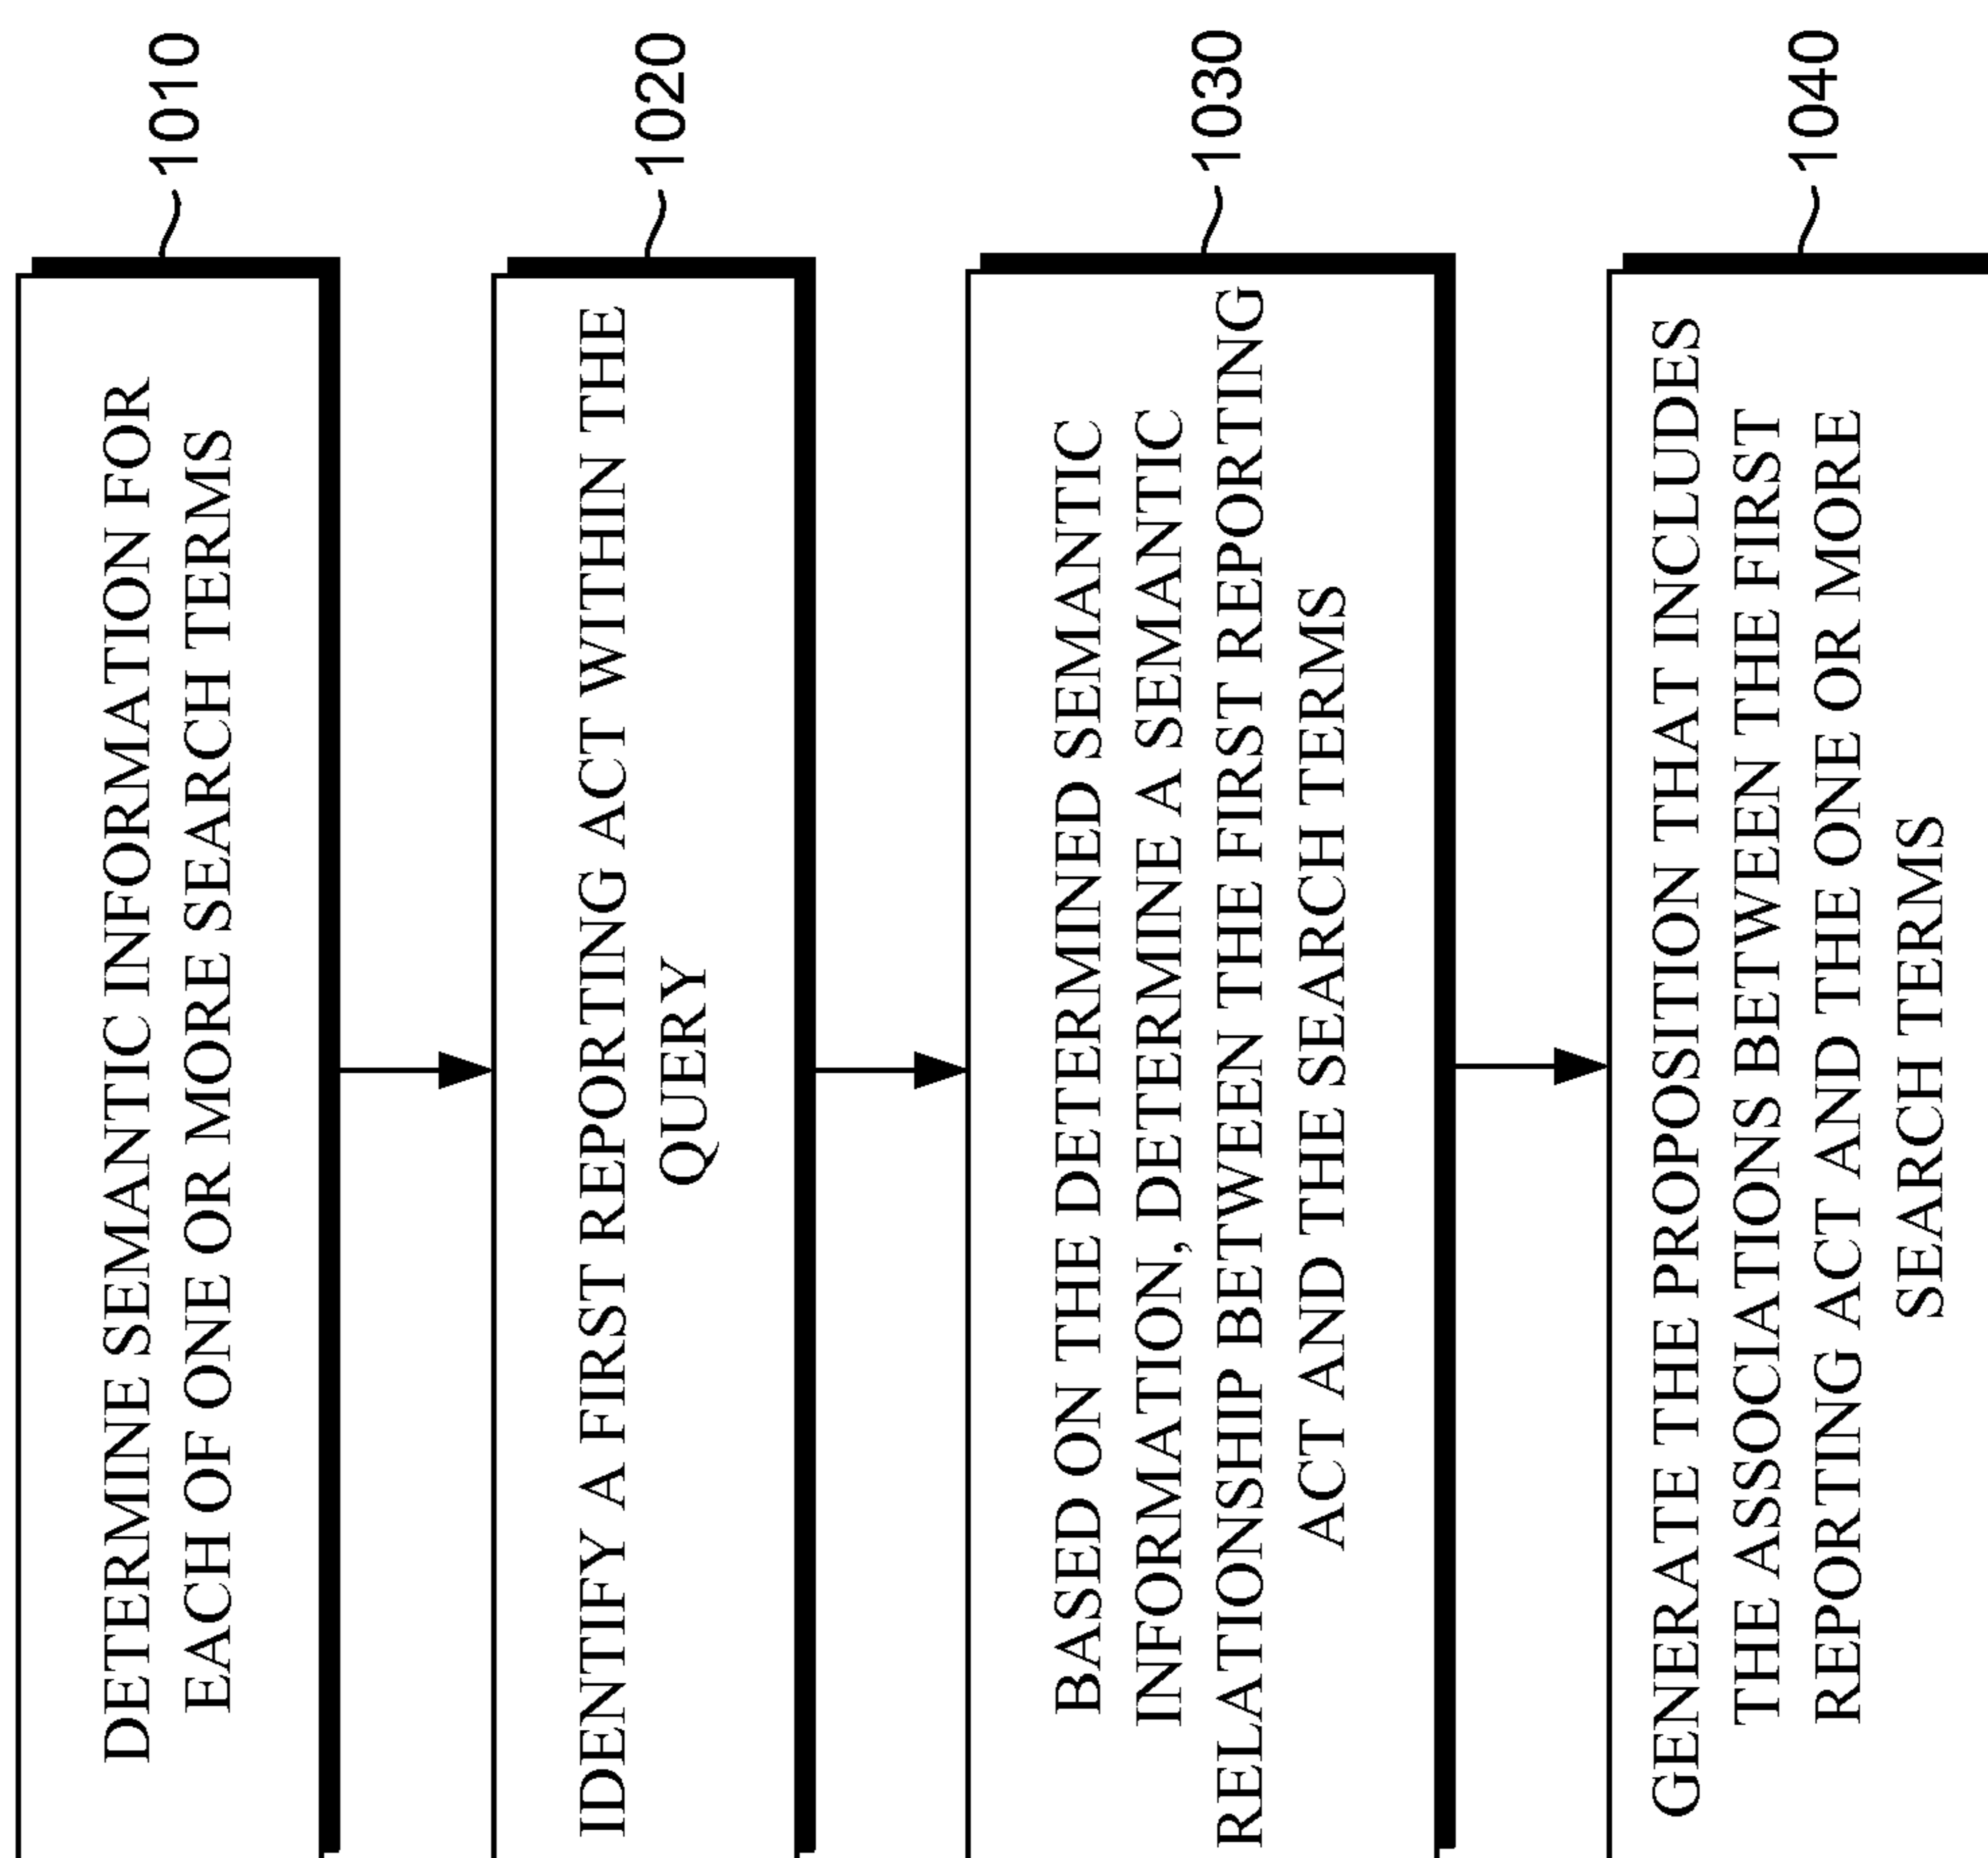 DETERMINE SEMANTIC INFORMATION FOR
EACH OF ONE OR MORE SEARCH TERMS
1010
IDENTIFY A FIRST REPORTING ACT WITHIN THE
QUERY
1020
BASED ON THE DETERMINED SEMANTIC
INFORMATION, DETERMINE A SEMANTIC
RELATIONSHIP BETWEEN THE FIRST REPORTING
ACT AND THE SEARCH TERMS
1030
GENERATE THE PROPOSITION THAT INCLUDES
THE ASSOCIATIONS BETWEEN THE FIRST
REPORTING ACT AND THE ONE OR MORE
SEARCH TERMS
1040